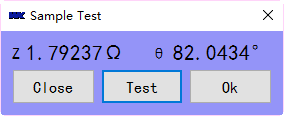 Sample Test
Z 1.79237Ω θ 82.0434°
Close Test Ok